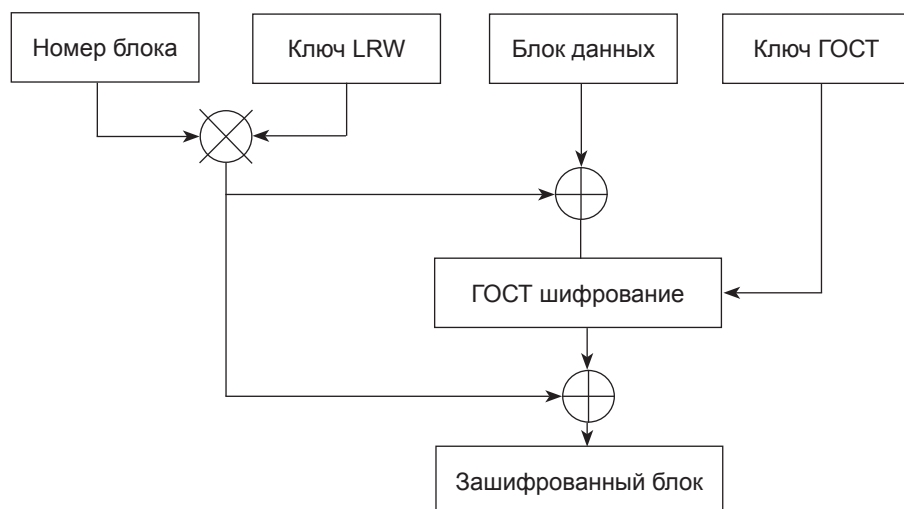 Номер блока
Ключ LRW
Блок данных
Ключ ГОСТ
ГОСТ шифрование
Зашифрованный блок